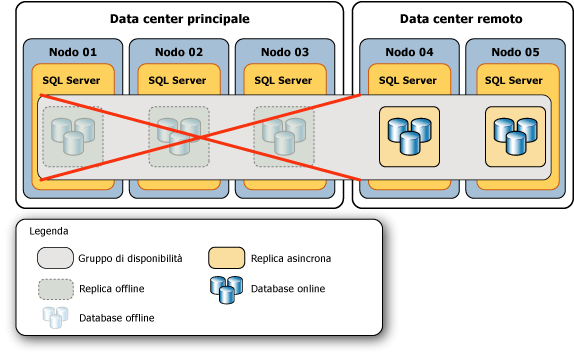 Data center principale
Data center remoto
Nodo 01
Nodo 02
Nodo 03
Nodo 04
Nodo 05
SQL Server
SQL Server
SQL Server
SQL Server
SQL Server
Legenda
Gruppo di disponibilità
Replica asincrona
Replica offline
Database online
Database offline